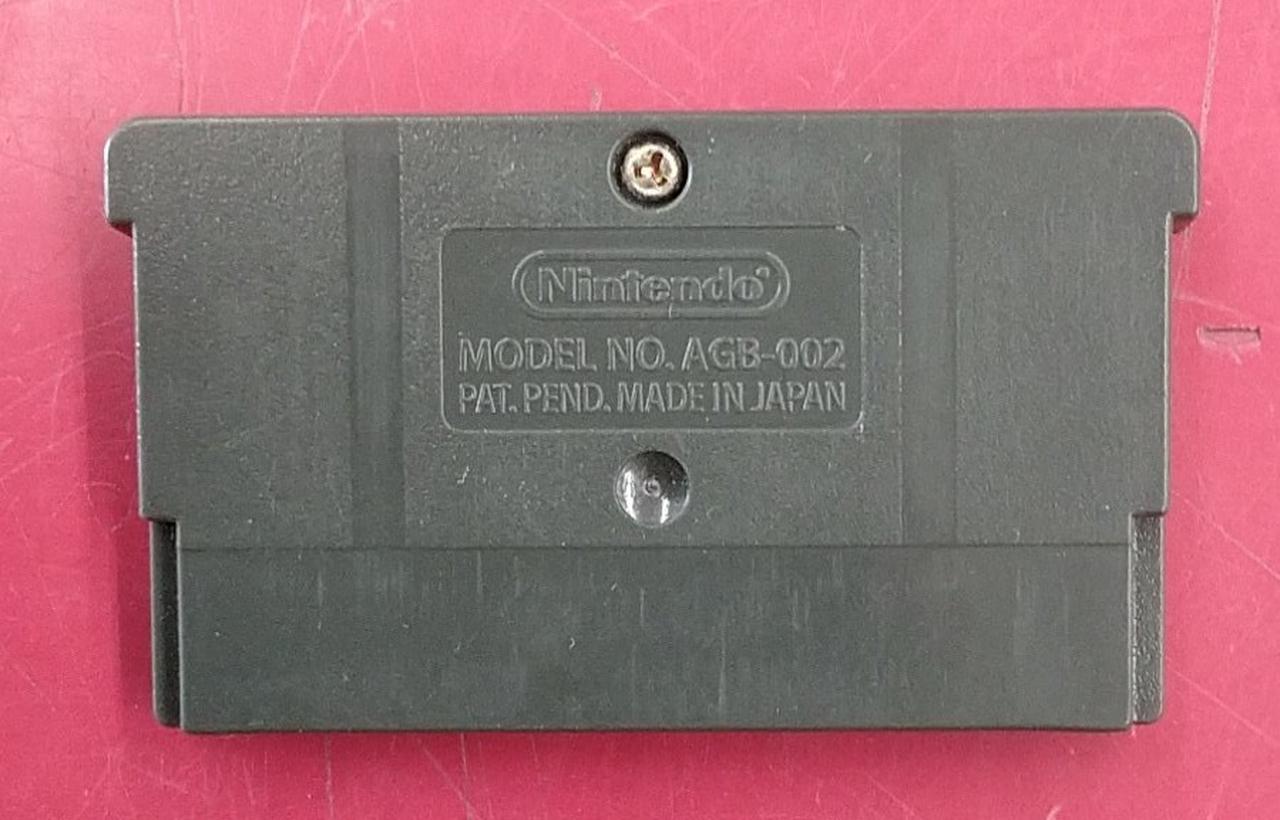 Nintendo
MODEL NO. AGB-002
PAT. PEND. MADE IN JAPAN